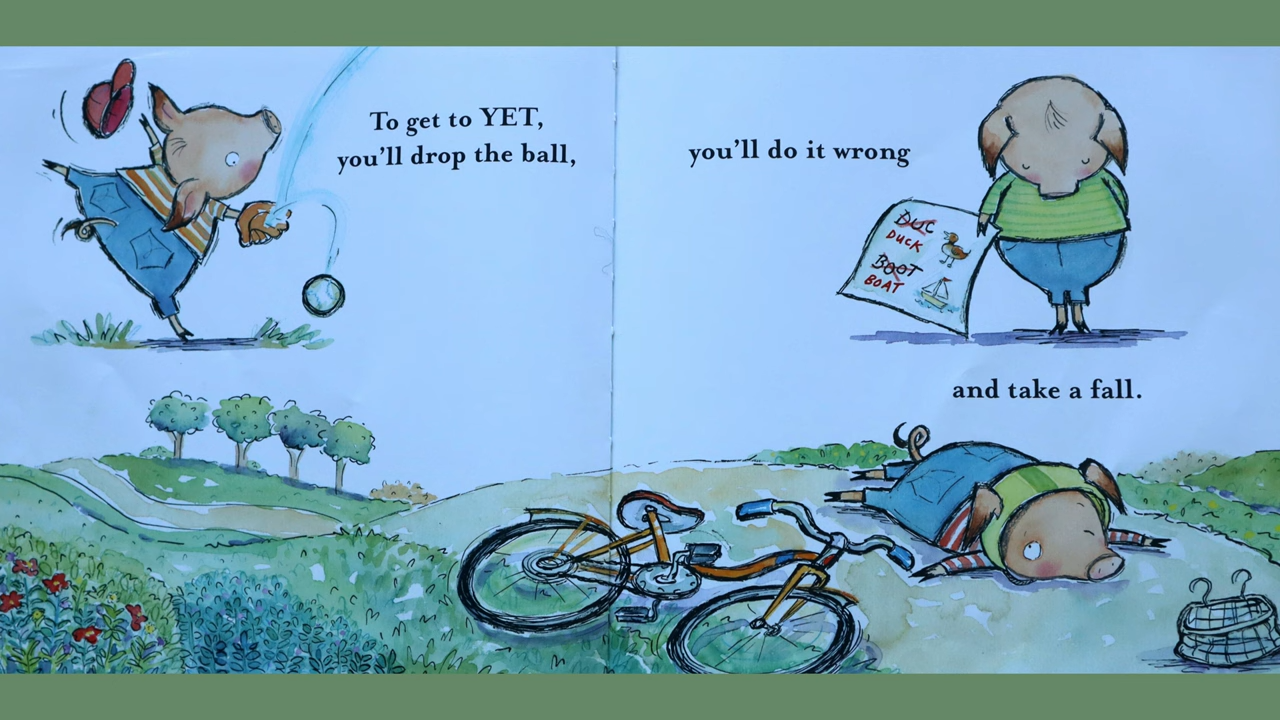 To get to YET,
you'll drop the ball,
you'll do it wrong
DUC
DUCK
BOOT
BOAT
and take a fall.